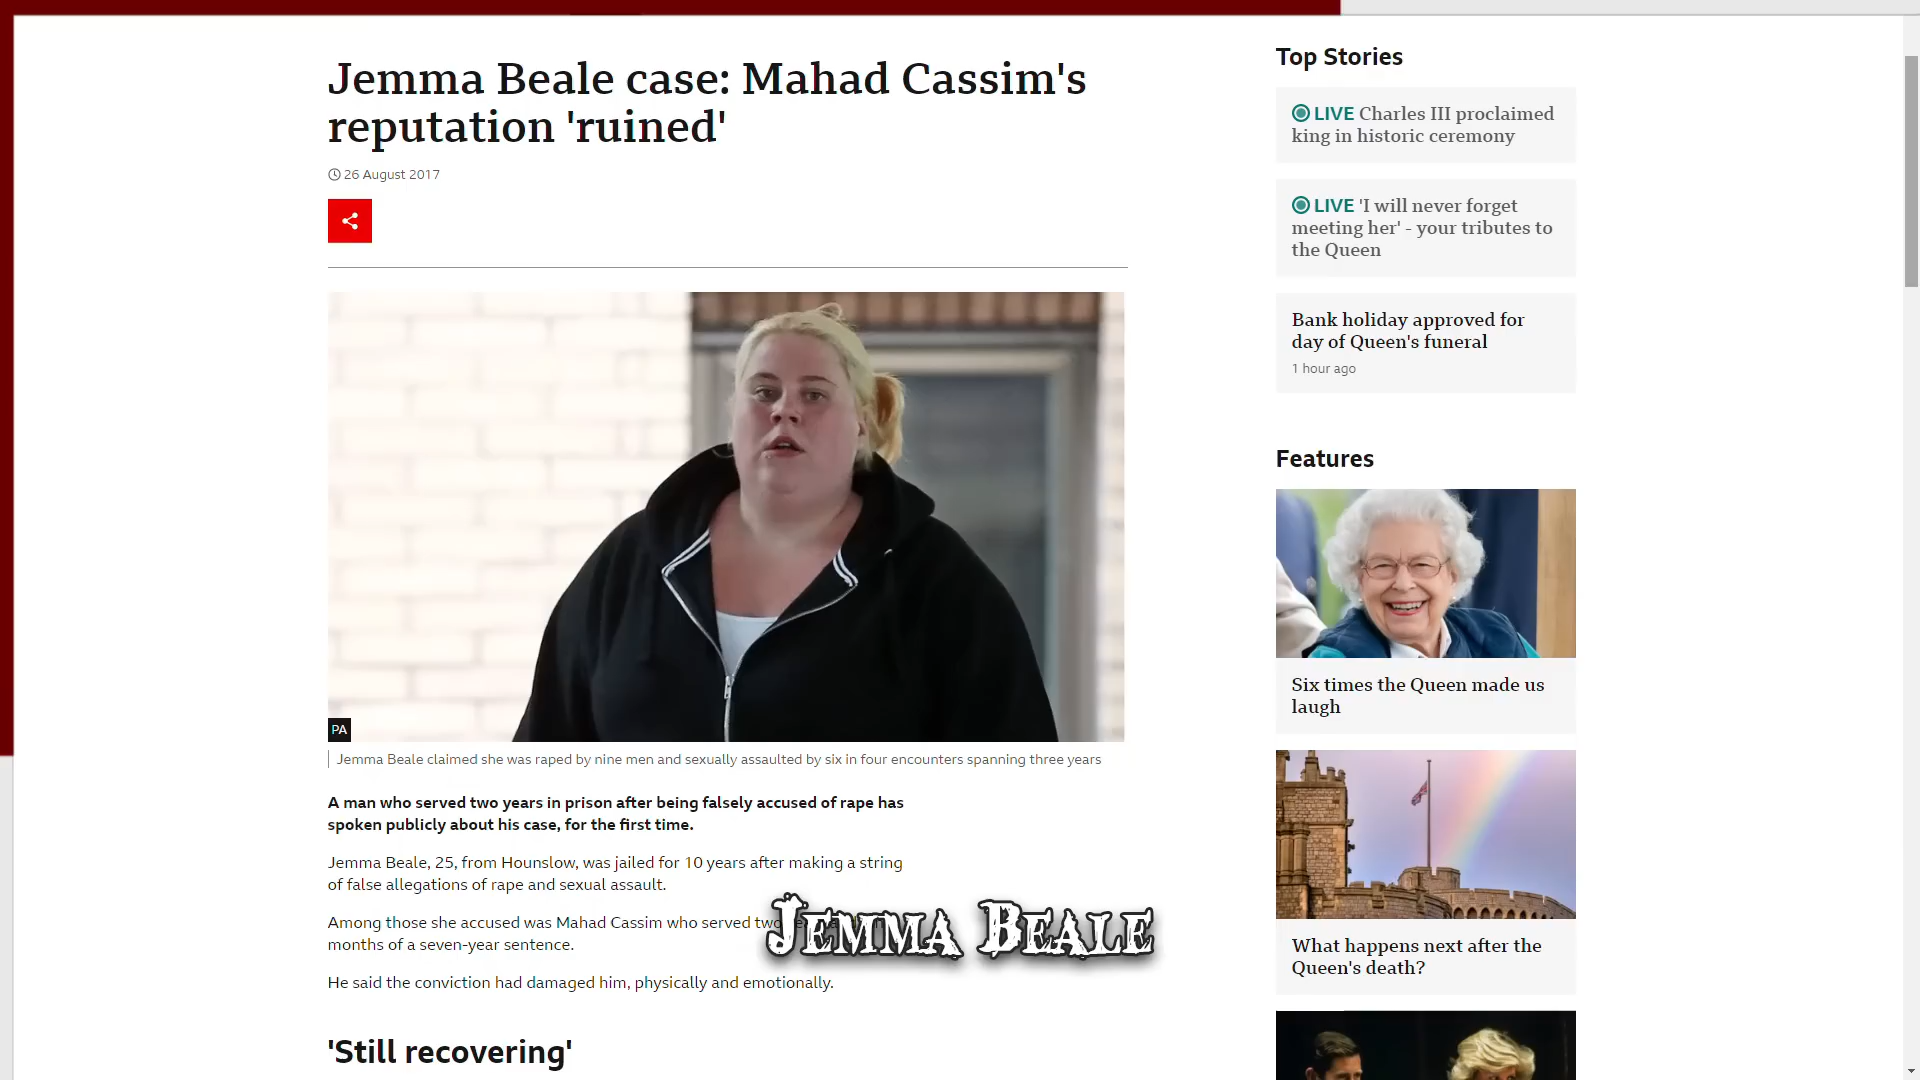 Jemma Beale case: Mahad Cassim's
reputation 'ruined'
26 August 2017
PA
Jemma Beale claimed she was raped by nine men and sexually assaulted by six in four encounters spanning three years
A man who served two years in prison after being falsely accused of rape has
spoken publicly about his case, for the first time.
Jemma Beale, 25, from Hounslow, was jailed for 10 years after making a string
of false allegations of rape and sexual assault.
Among those she accused was Mahad Cassim who served two
months of a seven-year sentence.
Jemma Beale
He said the conviction had damaged him, physically and emotionally.
'Still recovering'
Top Stories
LIVE Charles III proclaimed
king in historic ceremony
LIVE 'I will never forget
meeting her' - your tributes to
the Queen
Bank holiday approved for
day of Queen's funeral
1 hour ago
Features
Six times the Queen made us
laugh
What happens next after the
Queen's death?